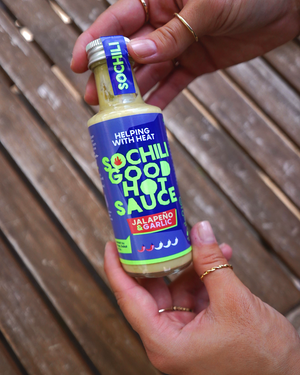 SOCHILI
HELPING
WITH HEAT
SOCHILI
GOOD
HOT
SAUCE
JALAPEÑO
& GARLIC